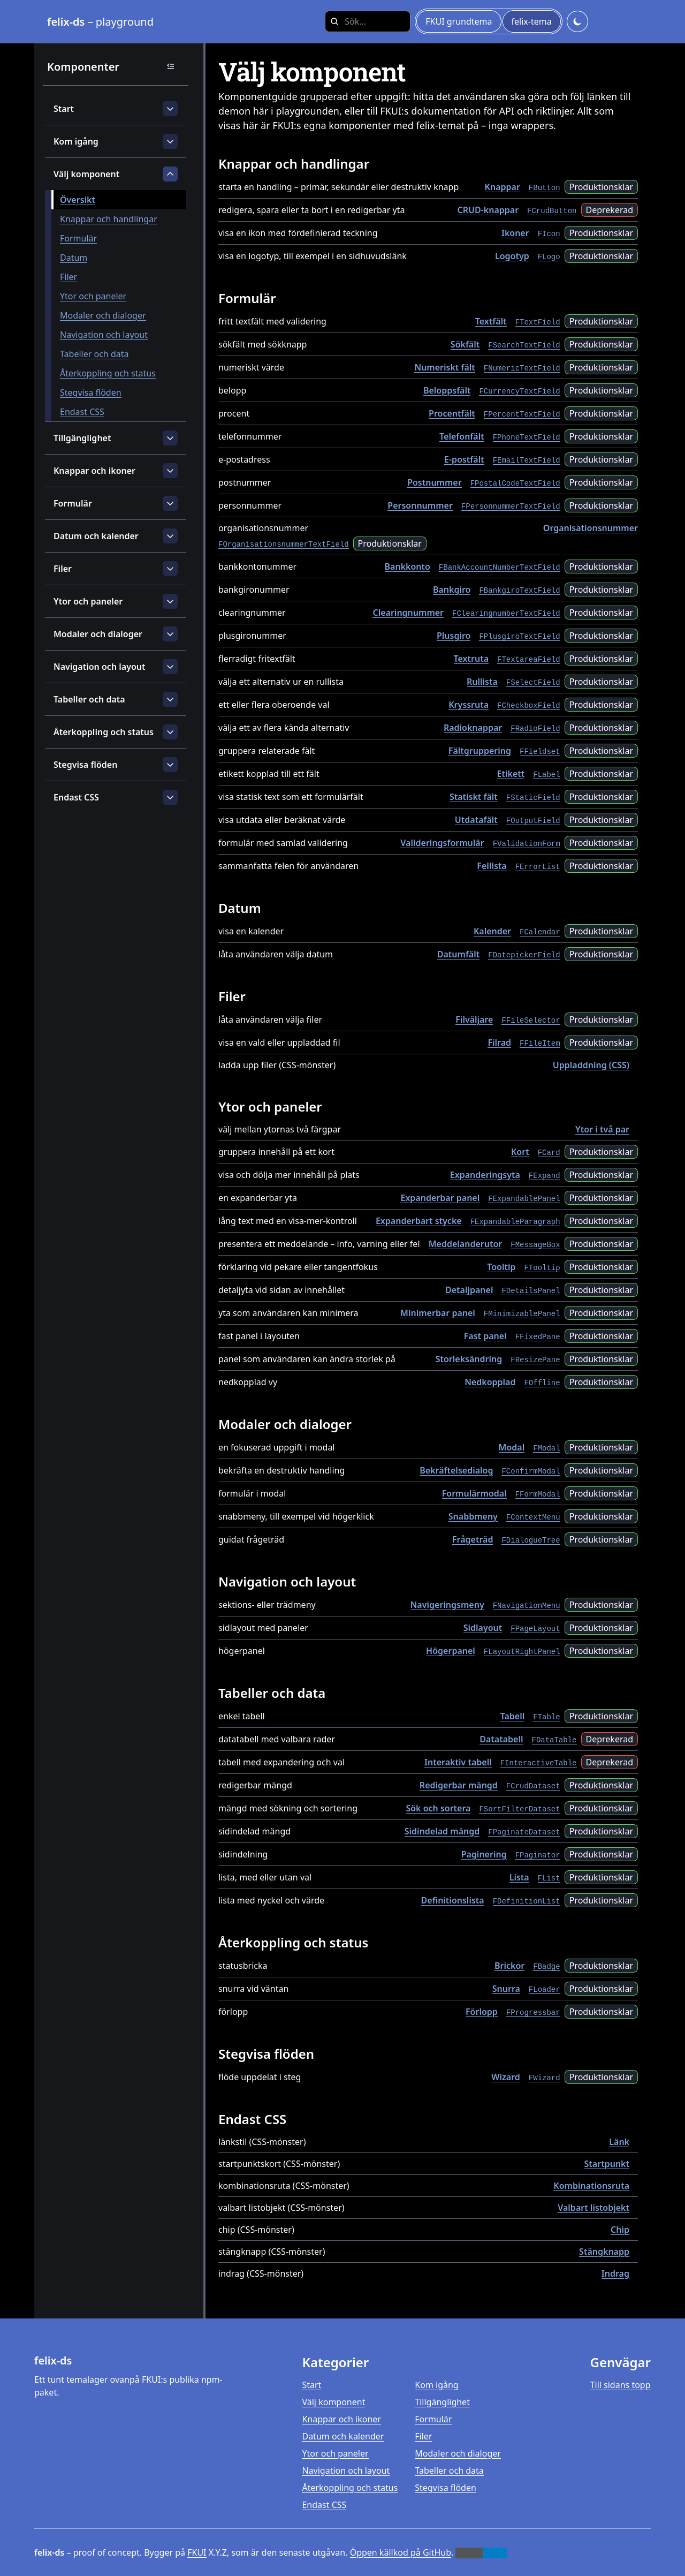 felix-ds – playground
Sök...
FKUI grundtema
felix-tema
Komponenter
Start
Kom igång
Välj komponent
Översikt
Knappar och handlingar
Formulär
Datum
Filer
Ytor och paneler
Modaler och dialoger
Navigation och layout
Tabeller och data
Återkoppling och status
Stegvisa flöden
Endast CSS
Tillgänglighet
Knappar och ikoner
Formulär
Datum och kalender
Filer
Ytor och paneler
Modaler och dialoger
Navigation och layout
Tabeller och data
Återkoppling och status
Stegvisa flöden
Endast CSS
Välj komponent
Komponentguide grupperad efter uppgift: hitta det användaren ska göra och följ länken till
demon här i playgrounden, eller till FKUI:s dokumentation för API och riktlinjer. Allt som
visas här är FKUI:s egna komponenter med felix-temat på – inga wrappers.
Knappar och handlingar
starta en handling – primär, sekundär eller destruktiv knapp Knappar FButton Produktionsklar
redigera, spara eller ta bort i en redigerbar yta CRUD-knappar FCrudButton Deprekerad
visa en ikon med fördefinierad teckning Ikoner FIcon Produktionsklar
visa en logotyp, till exempel i en sidhuvudslänk Logotyp FLogo Produktionsklar
Formulär
fritt textfält med validering Textfält FTextField Produktionsklar
sökfält med sökknapp Sökfält FSearchTextField Produktionsklar
numeriskt värde Numeriskt fält FNumericTextField Produktionsklar
belopp Beloppsfält FCurrencyTextField Produktionsklar
procent Procentfält FPercentTextField Produktionsklar
telefonnummer Telefonfält FPhoneTextField Produktionsklar
e-postadress E-postfält FEmailTextField Produktionsklar
postnummer Postnummer FPostalCodeTextField Produktionsklar
personnummer Personnummer FPersonnummerTextField Produktionsklar
organisationsnummer Organisationsnummer
FOrganisationsnummerTextField Produktionsklar
bankkontonummer Bankkonto FBankAccountNumberTextField Produktionsklar
bankgironummer Bankgiro FBankgiroTextField Produktionsklar
clearingnummer Clearingnummer FClearingnumberTextField Produktionsklar
plusgironummer Plusgiro FPlusgiroTextField Produktionsklar
flerradigt fritextfält Textruta FTextareaField Produktionsklar
välja ett alternativ ur en rullista Rullista FSelectField Produktionsklar
ett eller flera oberoende val Kryssruta FCheckboxField Produktionsklar
välja ett av flera kända alternativ Radioknappar FRadioField Produktionsklar
gruppera relaterade fält Fältgruppering FFieldset Produktionsklar
etikett kopplad till ett fält Etikett FLabel Produktionsklar
visa statisk text som ett formulärfält Statiskt fält FStaticField Produktionsklar
visa utdata eller beräknat värde Utdatafält FOutputField Produktionsklar
formulär med samlad validering Valideringsformulär FValidationForm Produktionsklar
sammanfatta felen för användaren Fellista FErrorList Produktionsklar
Datum
visa en kalender Kalender FCalendar Produktionsklar
låta användaren välja datum Datumfält FDatepickerField Produktionsklar
Filer
låta användaren välja filer Filväljare FFileSelector Produktionsklar
visa en vald eller uppladdad fil Filrad FFileItem Produktionsklar
ladda upp filer (CSS-mönster) Uppladdning (CSS)
Ytor och paneler
välj mellan ytornas två färgpar Ytor i två par
gruppera innehåll på ett kort Kort FCard Produktionsklar
visa och dölja mer innehåll på plats Expanderingsyta FExpand Produktionsklar
en expanderbar yta Expanderbar panel FExpandablePanel Produktionsklar
lång text med en visa-mer-kontroll Expanderbart stycke FExpandableParagraph Produktionsklar
presentera ett meddelande – info, varning eller fel Meddelanderutor FMessageBox Produktionsklar
förklaring vid pekare eller tangentfokus Tooltip FTooltip Produktionsklar
detaljyta vid sidan av innehållet Detaljpanel FDetailsPanel Produktionsklar
yta som användaren kan minimera Minimerbar panel FMinimizablePanel Produktionsklar
fast panel i layouten Fast panel FFixedPane Produktionsklar
panel som användaren kan ändra storlek på Storleksändring FResizePane Produktionsklar
nedkopplad vy Nedkopplad FOffline Produktionsklar
Modaler och dialoger
en fokuserad uppgift i modal Modal FModal Produktionsklar
bekräfta en destruktiv handling Bekräftelsedialog FConfirmModal Produktionsklar
formulär i modal Formulärmodal FFormModal Produktionsklar
snabbmeny, till exempel vid högerklick Snabbmeny FContextMenu Produktionsklar
guidat frågeträd Frågeträd FDialogueTree Produktionsklar
Navigation och layout
sektions- eller trädmeny Navigeringsmeny FNavigationMenu Produktionsklar
sidlayout med paneler Sidlayout FPageLayout Produktionsklar
högerpanel Högerpanel FLayoutRightPanel Produktionsklar
Tabeller och data
enkel tabell Tabell FTable Produktionsklar
datatabell med valbara rader Datatabell FDataTable Deprekerad
tabell med expandering och val Interaktiv tabell FInteractiveTable Deprekerad
redigerbar mängd Redigerbar mängd FCrudDataset Produktionsklar
mängd med sökning och sortering Sök och sortera FSortFilterDataset Produktionsklar
sidindelad mängd Sidindelad mängd FPaginateDataset Produktionsklar
sidindelning Paginering FPaginator Produktionsklar
lista, med eller utan val Lista FList Produktionsklar
lista med nyckel och värde Definitionslista FDefinitionList Produktionsklar
Återkoppling och status
statusbricka Brickor FBadge Produktionsklar
snurra vid väntan Snurra FLoader Produktionsklar
förlopp Förlopp FProgressbar Produktionsklar
Stegvisa flöden
flöde uppdelat i steg Wizard FWizard Produktionsklar
Endast CSS
länkstil (CSS-mönster) Länk
startpunktskort (CSS-mönster) Startpunkt
kombinationsruta (CSS-mönster) Kombinationsruta
valbart listobjekt (CSS-mönster) Valbart listobjekt
chip (CSS-mönster) Chip
stängknapp (CSS-mönster) Stängknapp
indrag (CSS-mönster) Indrag
felix-ds
Ett tunt temalager ovanpå FKUI:s publika npm-
paket.
Kategorier
Start Kom igång
Välj komponent Tillgänglighet
Knappar och ikoner Formulär
Datum och kalender Filer
Ytor och paneler Modaler och dialoger
Navigation och layout Tabeller och data
Återkoppling och status Stegvisa flöden
Endast CSS
Genvägar
Till sidans topp
felix-ds – proof of concept. Bygger på FKUI X.Y.Z, som är den senaste utgåvan. Öppen källkod på GitHub.